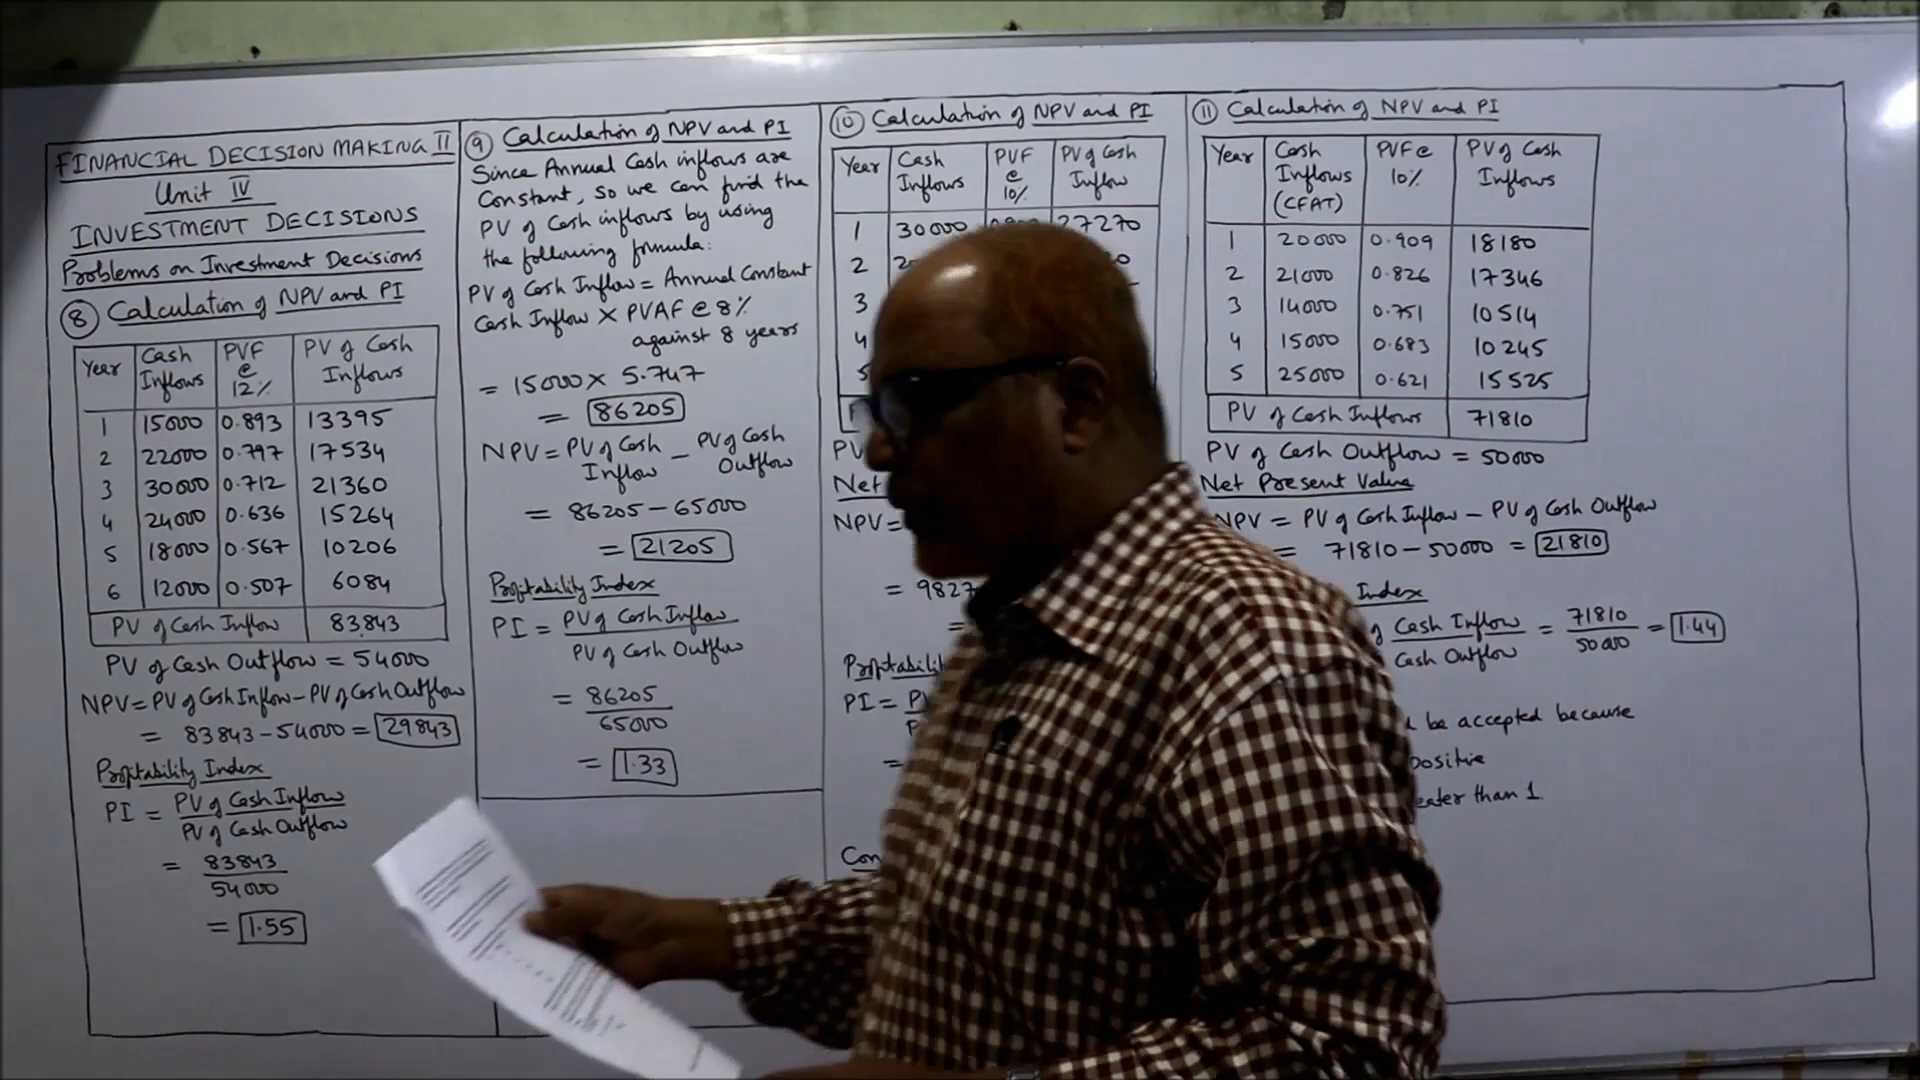 FINANCIAL DECISION MAKING II
Unit IV
INVESTMENT DECISIONS
Problems on Investment Decisions
8 Calculation of NPV and PI
Year Cash Inflows PVF @ 12% PV of Cash Inflows
1 15000 0.893 13395
2 22000 0.797 17534
3 30000 0.712 21360
4 24000 0.636 15264
5 18000 0.567 10206
6 12000 0.507 6084
PV of Cash Inflow 83,843
PV of Cash Outflow = 54000
NPV = PV of Cash Inflow - PV of Cash Outflow
= 83843 - 54000 = 29843
Profitability Index
PI = PV of Cash Inflow
PV of Cash Outflow
= 83843
54000
= 1.55
9 Calculation of NPV and PI
Since Annual Cash inflows are
Constant, so we can find the
PV of Cash inflows by using
the following formula:
PV of Cash Inflow = Annual Constant
Cash Inflow × PVAF @ 8%
against 8 years
= 15000 × 5.747
= 86205
NPV = PV of Cash Inflow - PV of Cash Outflow
= 86205 - 65000
= 21205
Profitability Index
PI = PV of Cash Inflow
PV of Cash Outflow
= 86205
65000
= 1.33
10 Calculation of NPV and PI
Year Cash Inflows PVF @ 10% PV of Cash Inflow
1 30000 27270
2
3
4
5
PV
Net
NPV =
= 9827
=
PI =
=
Con
11 Calculation of NPV and PI
Year Cash Inflows (CFAT) PVF @ 10% PV of Cash Inflows
1 20000 0.909 18180
2 21000 0.826 17346
3 14000 0.751 10514
4 15000 0.683 10245
5 25000 0.621 15525
PV of Cash Inflows 71810
PV of Cash Outflow = 50000
Net Present Value
NPV = PV of Cash Inflow - PV of Cash Outflow
= 71810 - 50000 = 21810
Index
Cash Inflow = 71810 = 1.44
Cash Outflow 50000
be accepted because
positive
than 1